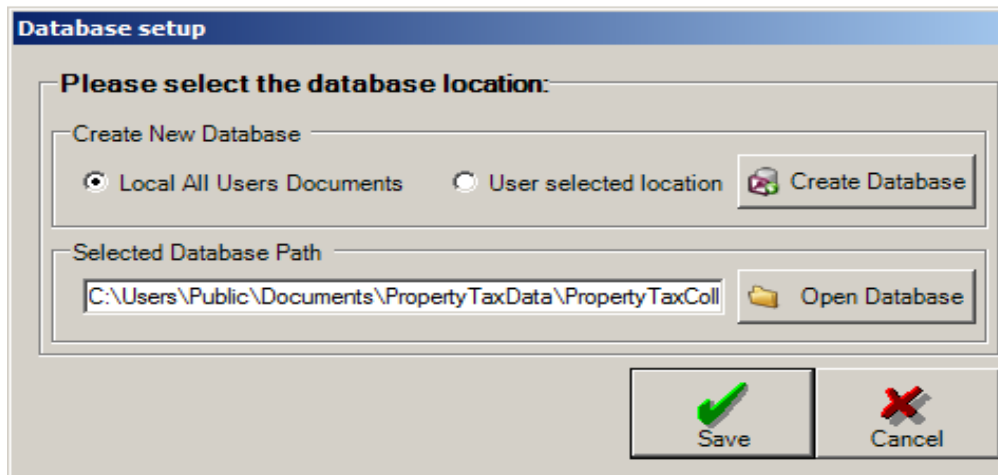 Database setup
Please select the database location:
Create New Database
Local All Users Documents User selected location Create Database
Selected Database Path
C:\Users\Public\Documents\PropertyTaxData\PropertyTaxColl Open Database
Save Cancel